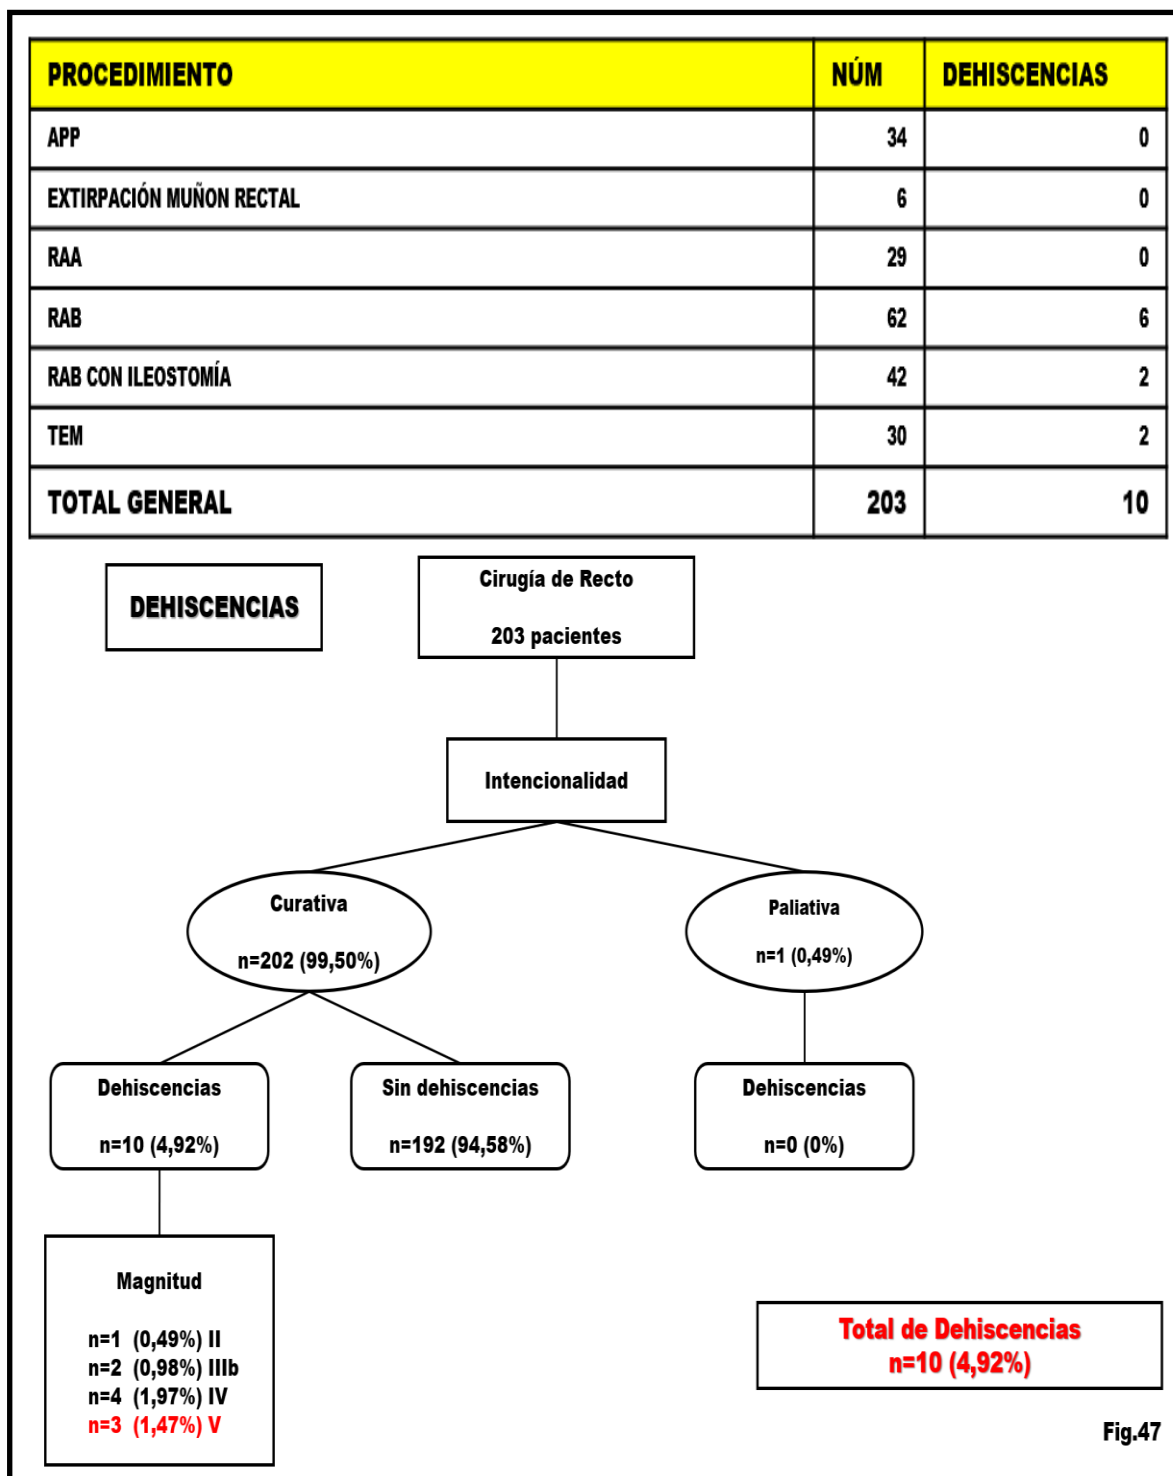 PROCEDIMIENTO NÚM DEHISCENCIAS
APP 34 0
EXTIRPACIÓN MUÑON RECTAL 6 0
RAA 29 0
RAB 62 6
RAB CON ILEOSTOMÍA 42 2
TEM 30 2
TOTAL GENERAL 203 10
DEHISCENCIAS
Cirugía de Recto
203 pacientes
Intencionalidad
Curativa
n=202 (99,50%)
Paliativa
n=1 (0,49%)
Dehiscencias
n=10 (4,92%)
Sin dehiscencias
n=192 (94,58%)
Dehiscencias
n=0 (0%)
Magnitud
n=1 (0,49%) II
n=2 (0,98%) IIIb
n=4 (1,97%) IV
n=3 (1,47%) V
Total de Dehiscencias
n=10 (4,92%)
Fig.47